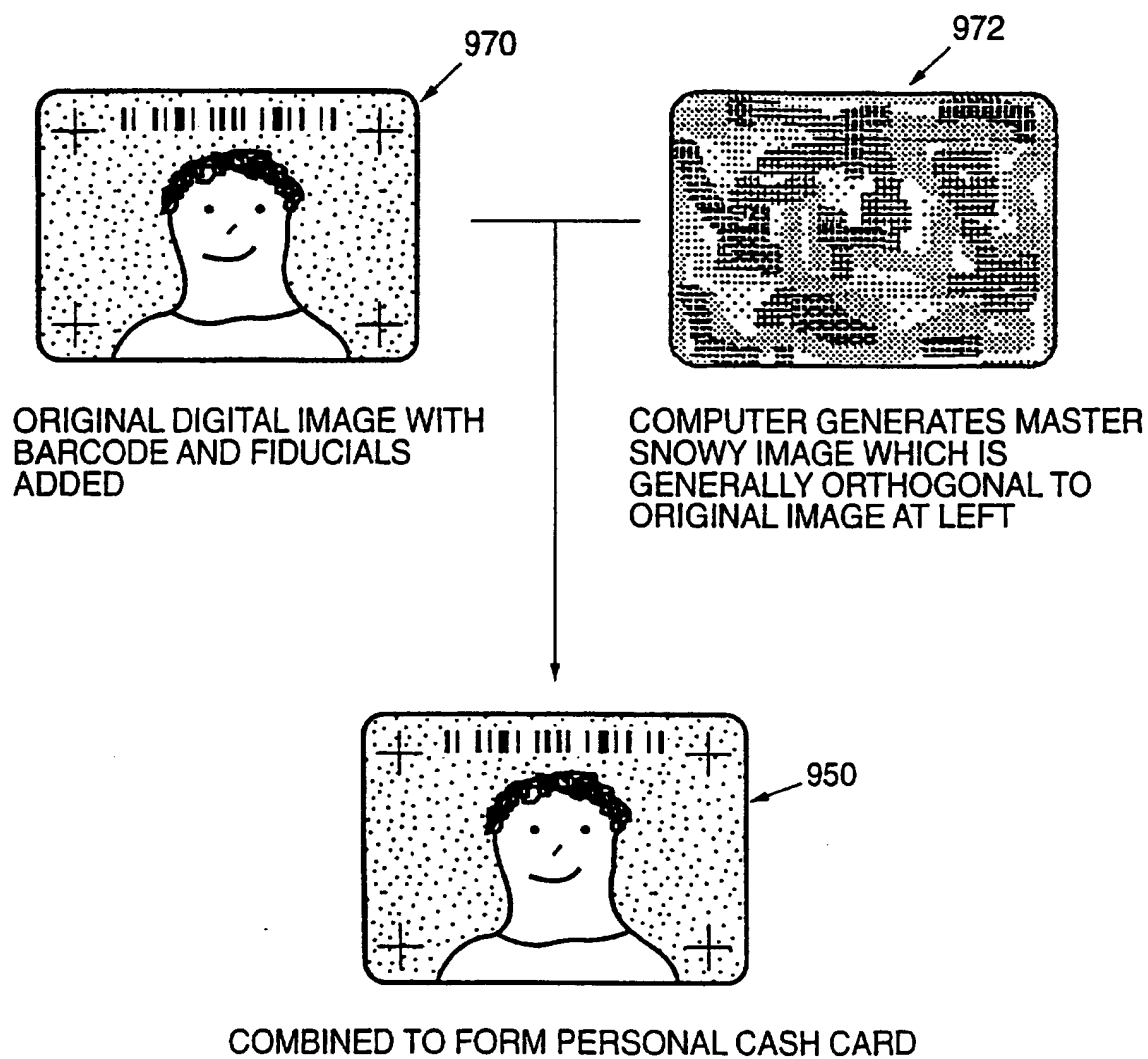 970
972
ORIGINAL DIGITAL IMAGE WITH
BARCODE AND FIDUCIALS
ADDED
COMPUTER GENERATES MASTER
SNOWY IMAGE WHICH IS
GENERALLY ORTHOGONAL TO
ORIGINAL IMAGE AT LEFT
950
COMBINED TO FORM PERSONAL CASH CARD